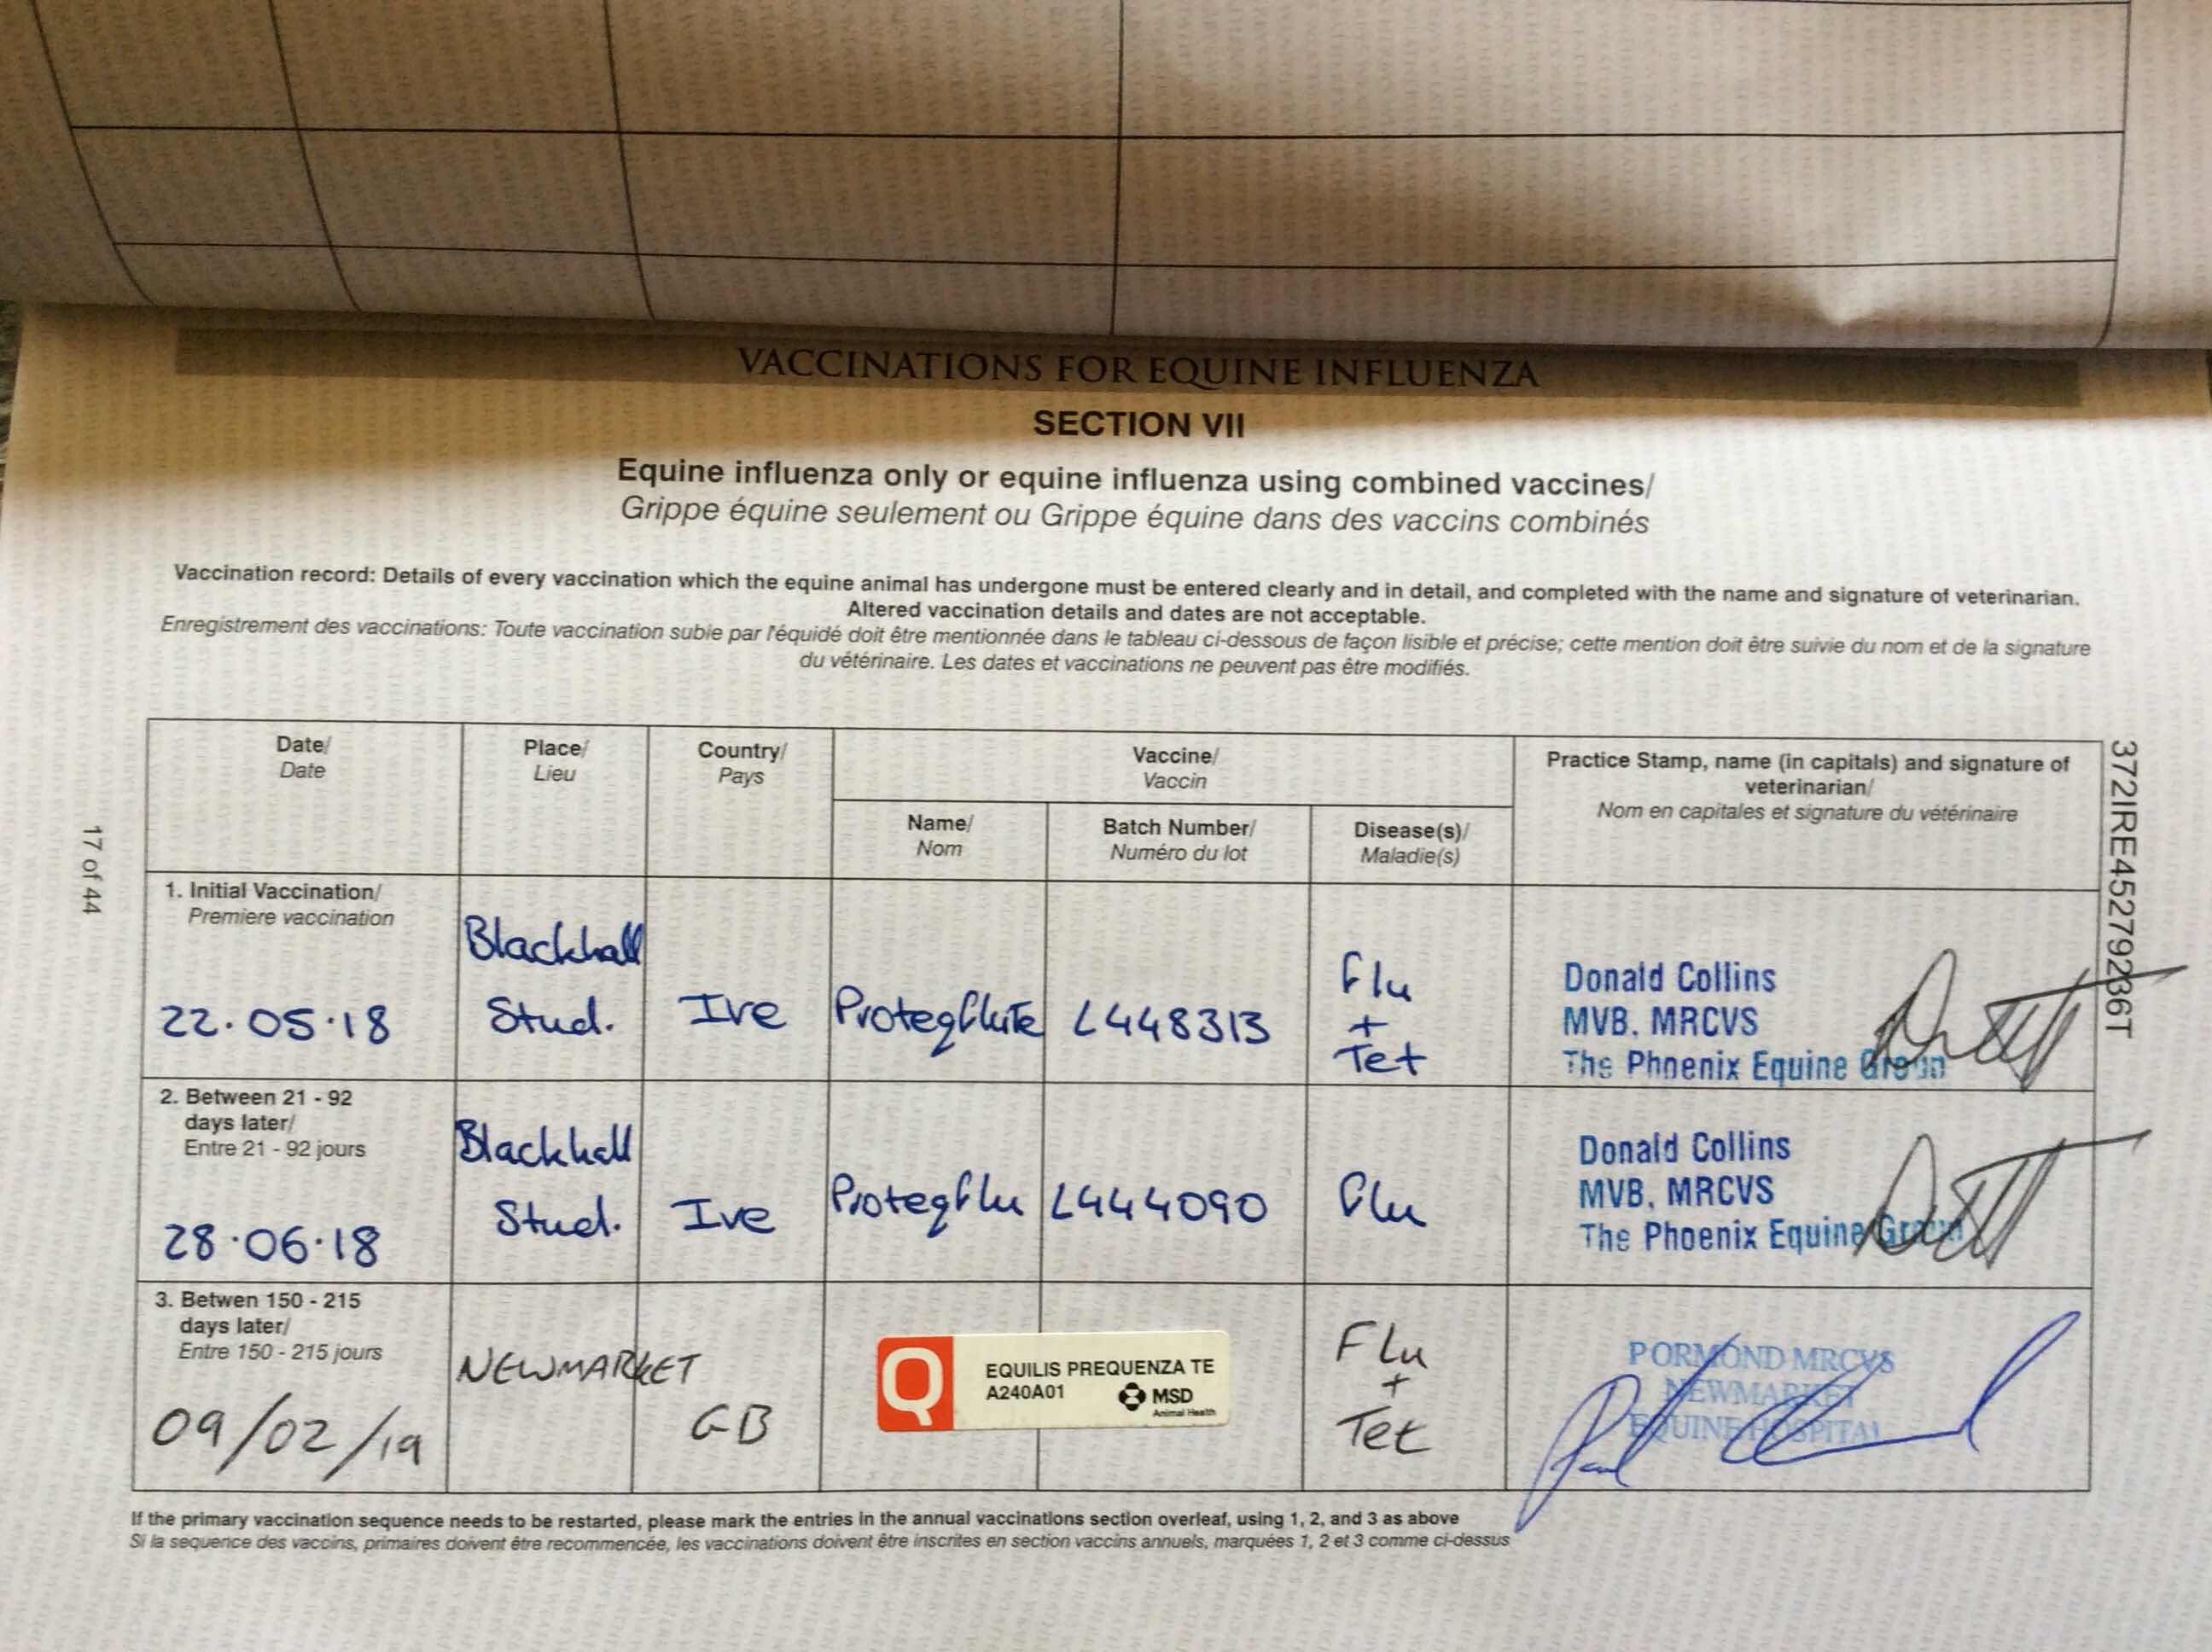 VACCINATIONS FOR EQUINE INFLUENZA
SECTION VII
Equine influenza only or equine influenza using combined vaccines/
Grippe équine seulement ou Grippe équine dans des vaccins combinés
Vaccination record: Details of every vaccination which the equine animal has undergone must be entered clearly and in detail, and completed with the name and signature of veterinarian.
Altered vaccination details and dates are not acceptable.
Enregistrement des vaccinations: Toute vaccination subie par l'équidé doit être mentionnée dans le tableau ci-dessous de façon lisible et précise; cette mention doit être suivie du nom et de la signature
du vétérinaire. Les dates et vaccinations ne peuvent pas être modifiés.
Date/
Date
Place/
Lieu
Country/
Pays
Vaccine/
Vaccin
Name/
Nom
Batch Number/
Numéro du lot
Disease(s)/
Maladie(s)
Practice Stamp, name (in capitals) and signature of
veterinarian/
Nom en capitales et signature du vétérinaire
1. Initial Vaccination/
Premiere vaccination
22.05.18
Blackhall
Stud.
Ire
ProteqfluTe
L448313
Flu
+
Tet
Donald Collins
MVB, MRCVS
The Phoenix Equine Group
2. Between 21 - 92
days later/
Entre 21 - 92 jours
28.06.18
Blackhall
Stud.
Ire
Proteqflu
L444090
Flu
Donald Collins
MVB, MRCVS
The Phoenix Equine Group
3. Betwen 150 - 215
days later/
Entre 150 - 215 jours
09/02/19
NEWMARKET
GB
Q
EQUILIS PREQUENZA TE
A240A01
MSD
Animal Health
Flu
+
Tet
PORMOND MRCVS
NEWMARKET
EQUINE HOSPITAL
If the primary vaccination sequence needs to be restarted, please mark the entries in the annual vaccinations section overleaf, using 1, 2, and 3 as above
Si la sequence des vaccins, primaires doivent être recommencée, les vaccinations doivent être inscrites en section vaccins annuels, marquées 1, 2 et 3 comme ci-dessus
17 of 44
372IRE45279236T